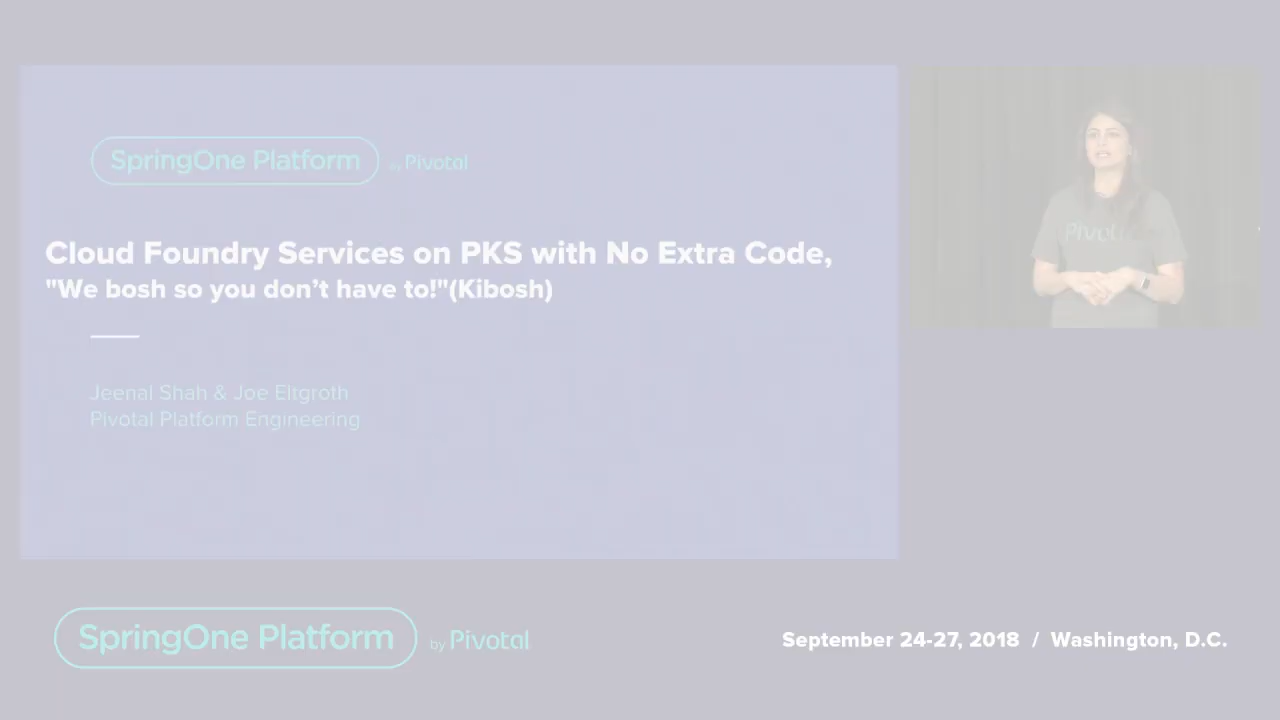 SpringOne Platform by Pivotal
Cloud Foundry Services on PKS with No Extra Code,
"We bosh so you don’t have to!"(Kibosh)
Jeenal Shah & Joe Eltgroth
Pivotal Platform Engineering
SpringOne Platform by Pivotal
September 24-27, 2018 / Washington, D.C.